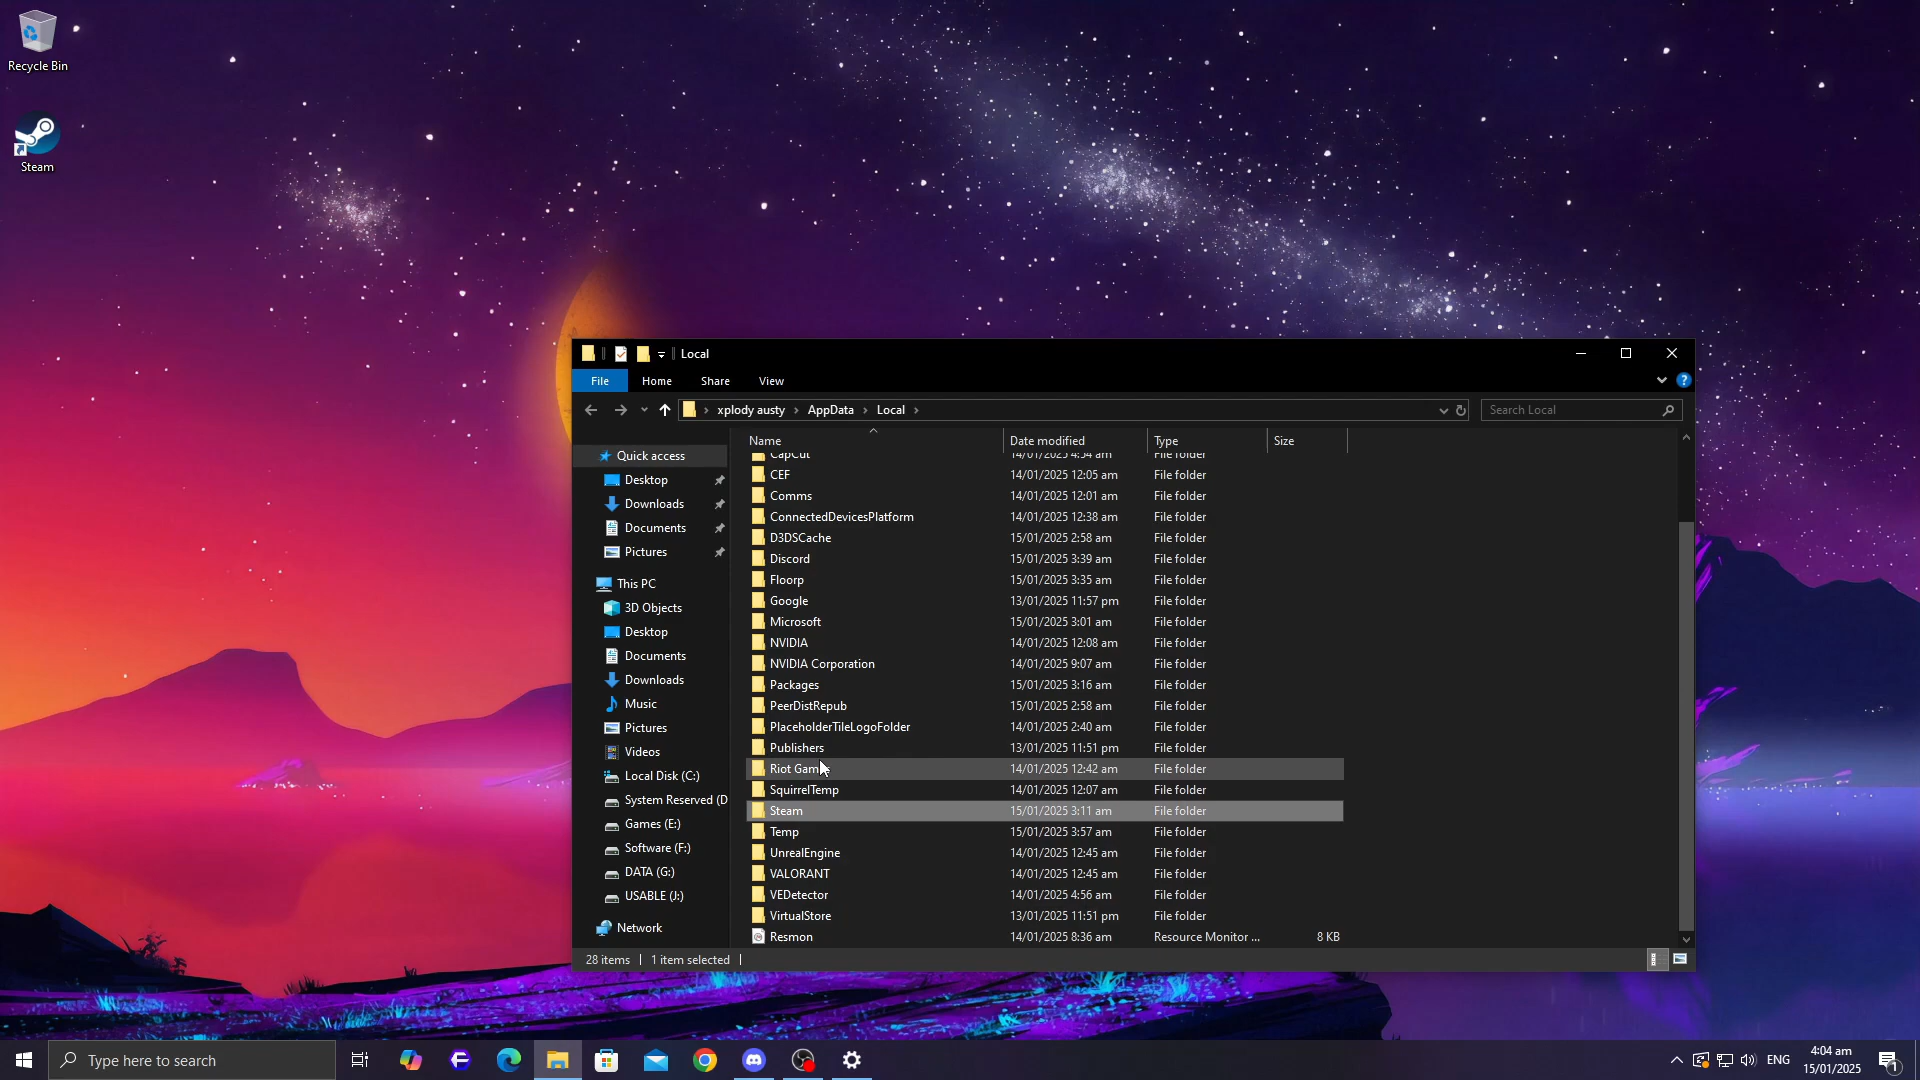 Recycle Bin
Steam
Local
File Home Share View
xplody austy AppData Local
Search Local
Name Date modified Type Size
CapCut 14/01/2025 4:54 am File folder
CEF 14/01/2025 12:05 am File folder
Comms 14/01/2025 12:01 am File folder
ConnectedDevicesPlatform 14/01/2025 12:38 am File folder
D3DSCache 15/01/2025 2:58 am File folder
Discord 15/01/2025 3:39 am File folder
Floorp 15/01/2025 3:35 am File folder
Google 13/01/2025 11:57 pm File folder
Microsoft 15/01/2025 3:01 am File folder
NVIDIA 14/01/2025 12:08 am File folder
NVIDIA Corporation 14/01/2025 9:07 am File folder
Packages 15/01/2025 3:16 am File folder
PeerDistRepub 15/01/2025 2:58 am File folder
PlaceholderTileLogoFolder 14/01/2025 2:40 am File folder
Publishers 13/01/2025 11:51 pm File folder
Riot Games 14/01/2025 12:42 am File folder
SquirrelTemp 14/01/2025 12:07 am File folder
Steam 15/01/2025 3:11 am File folder
Temp 15/01/2025 3:57 am File folder
UnrealEngine 14/01/2025 12:45 am File folder
VALORANT 14/01/2025 12:45 am File folder
VEDetector 14/01/2025 4:56 am File folder
VirtualStore 13/01/2025 11:51 pm File folder
Resmon 14/01/2025 8:36 am Resource Monitor ... 8 KB
Quick access
Desktop
Downloads
Documents
Pictures
This PC
3D Objects
Desktop
Documents
Downloads
Music
Pictures
Videos
Local Disk (C:)
System Reserved (D
Games (E:)
Software (F:)
DATA (G:)
USABLE (J:)
Network
28 items 1 item selected
Type here to search
ENG
4:04 am
15/01/2025
1